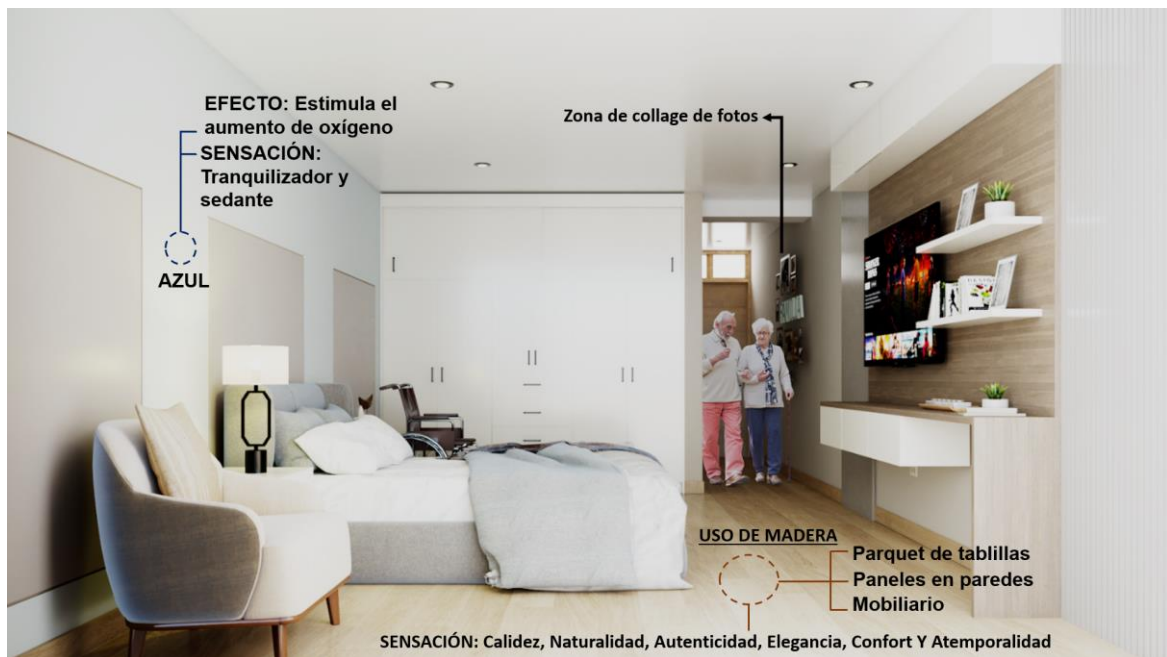 EFECTO: Estimula el
aumento de oxígeno
SENSACIÓN:
Tranquilizador y
sedante
AZUL
Zona de collage de fotos
USO DE MADERA
Parquet de tablillas
Paneles en paredes
Mobiliario
SENSACIÓN: Calidez, Naturalidad, Autenticidad, Elegancia, Confort Y Atemporalidad